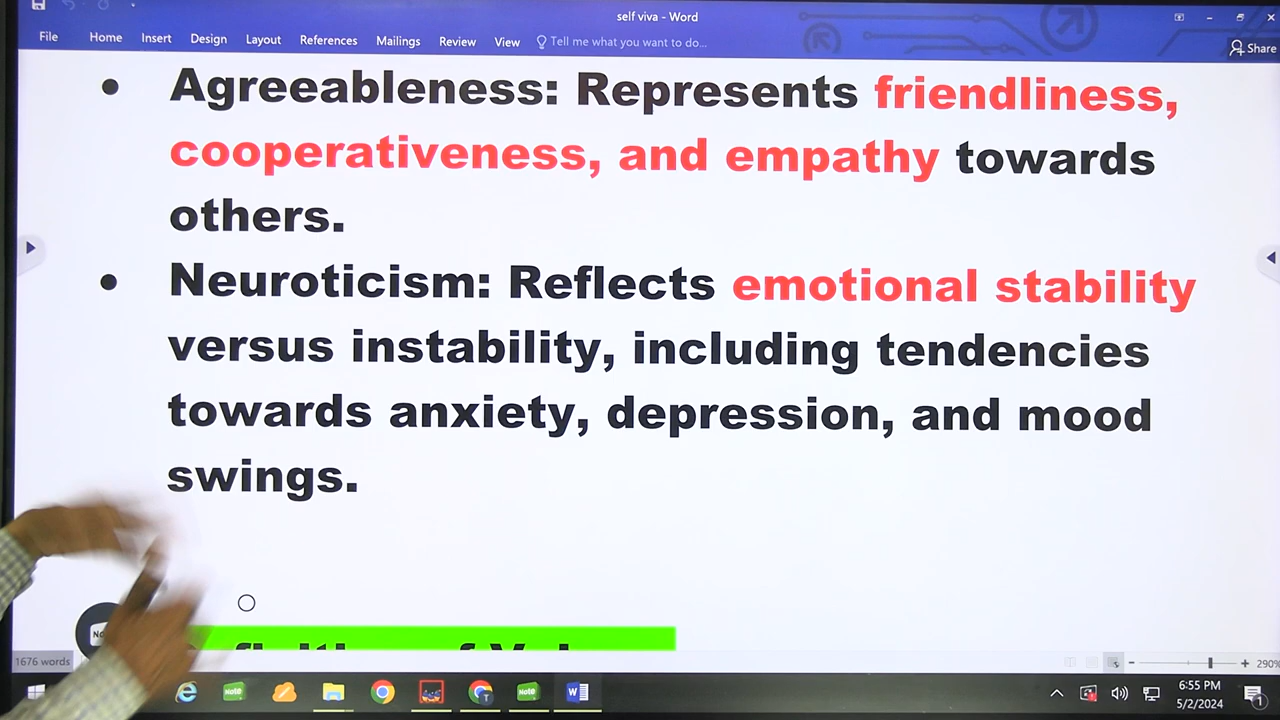 self viva - Word
File Home Insert Design Layout References Mailings Review View Tell me what you want to do...
Share
• Agreeableness: Represents friendliness,
cooperativeness, and empathy towards
others.
• Neuroticism: Reflects emotional stability
versus instability, including tendencies
towards anxiety, depression, and mood
swings.
1676 words
290%
Note
Note
6:55 PM
5/2/2024